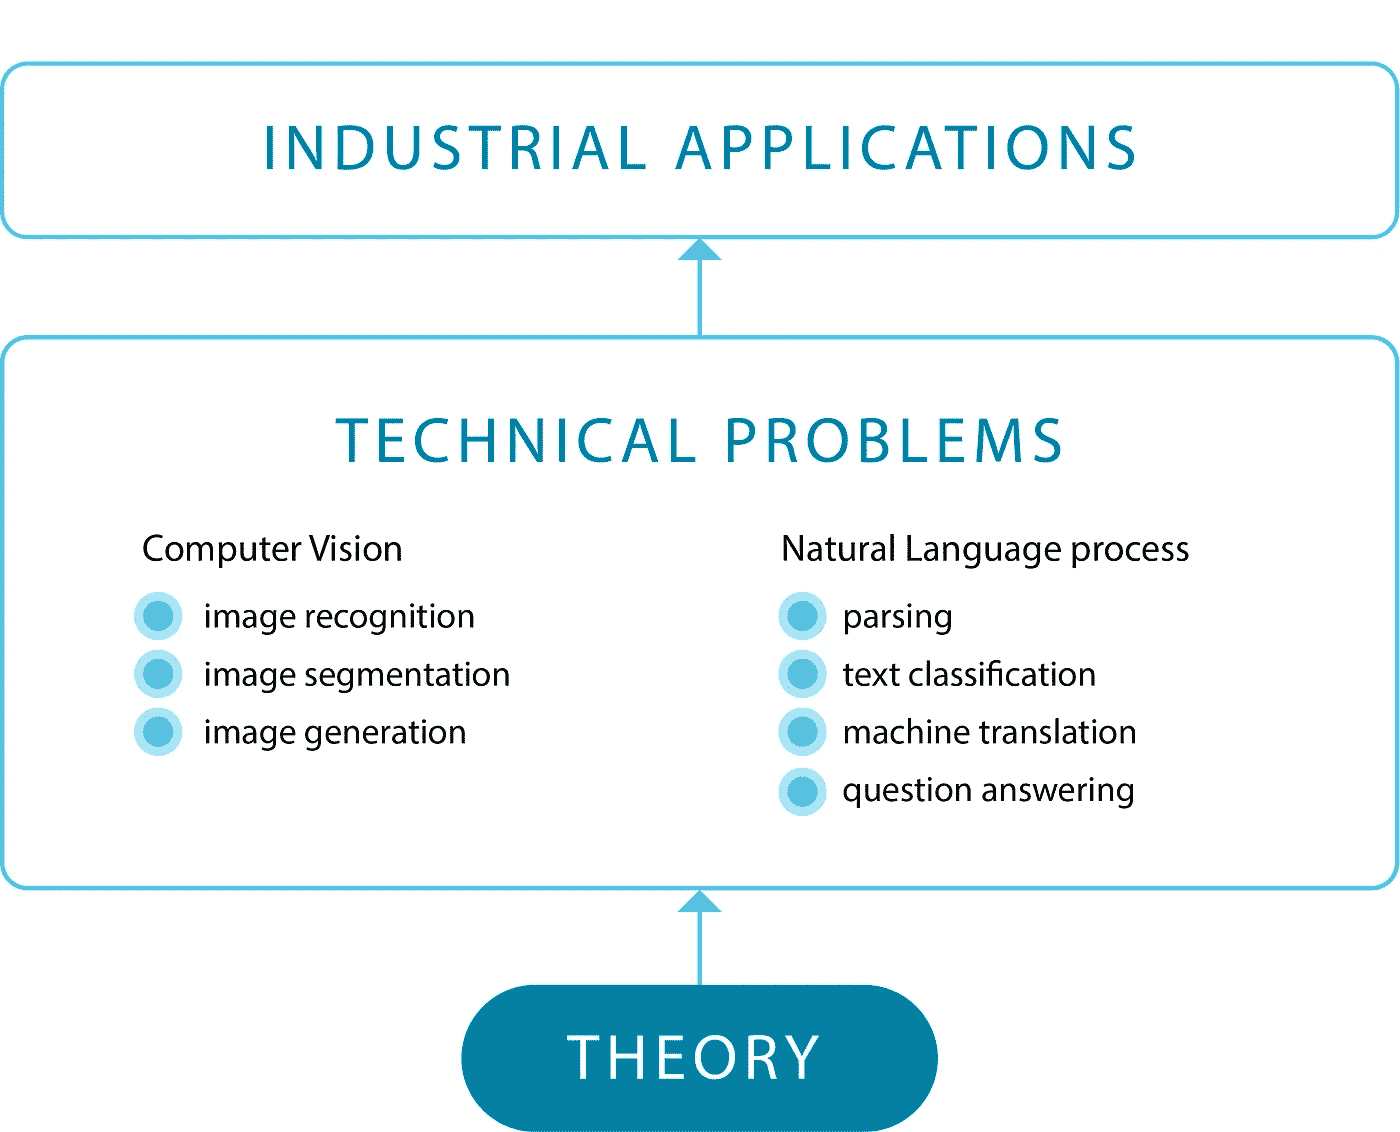 INDUSTRIAL APPLICATIONS
TECHNICAL PROBLEMS
Computer Vision
image recognition
image segmentation
image generation
Natural Language process
parsing
text classification
machine translation
question answering
THEORY